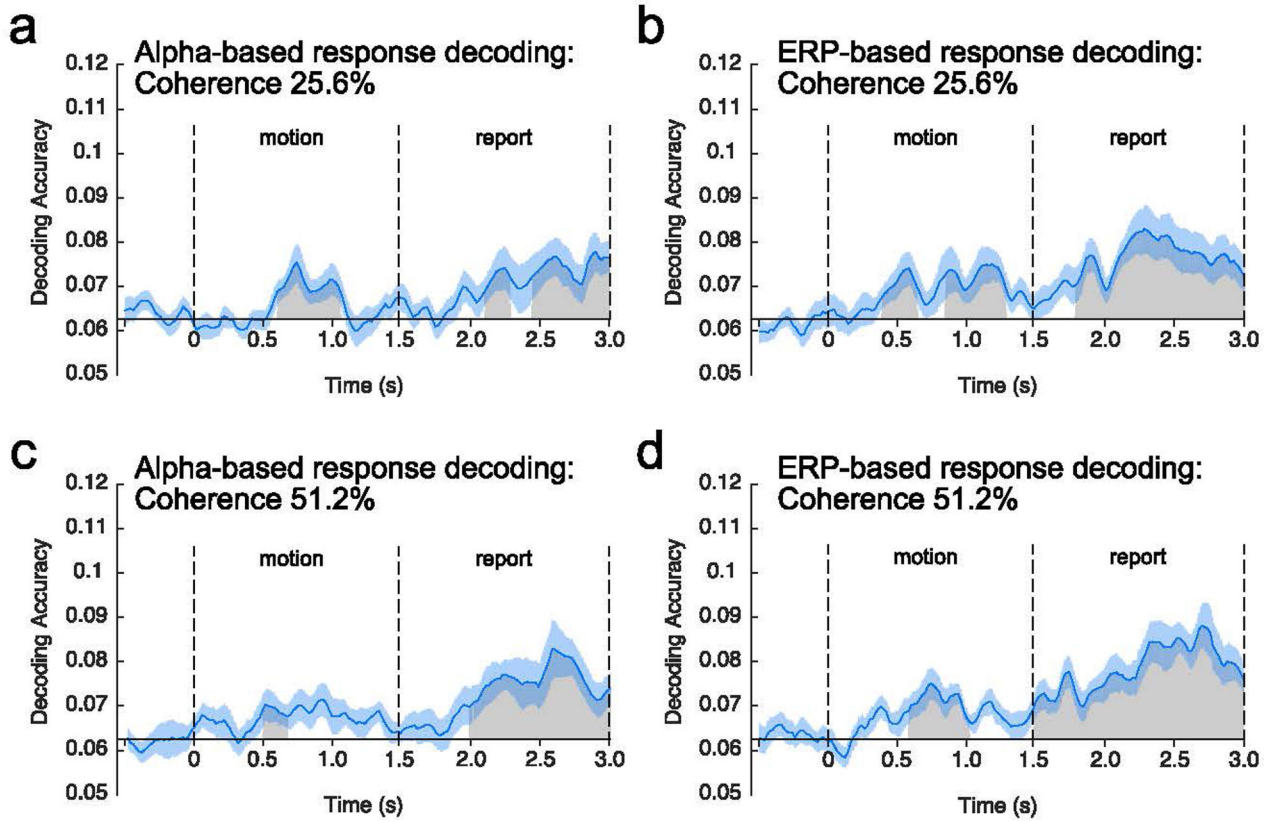 a
Alpha-based response decoding:
Coherence 25.6%
0.12
0.11
0.1
0.09
0.08
0.07
0.06
0.05
Decoding Accuracy
motion
report
0 0.5 1.0 1.5 2.0 2.5 3.0
Time (s)
b
ERP-based response decoding:
Coherence 25.6%
0.12
0.11
0.1
0.09
0.08
0.07
0.06
0.05
Decoding Accuracy
motion
report
0 0.5 1.0 1.5 2.0 2.5 3.0
Time (s)
c
Alpha-based response decoding:
Coherence 51.2%
0.12
0.11
0.1
0.09
0.08
0.07
0.06
0.05
Decoding Accuracy
motion
report
0 0.5 1.0 1.5 2.0 2.5 3.0
Time (s)
d
ERP-based response decoding:
Coherence 51.2%
0.12
0.11
0.1
0.09
0.08
0.07
0.06
0.05
Decoding Accuracy
motion
report
0 0.5 1.0 1.5 2.0 2.5 3.0
Time (s)